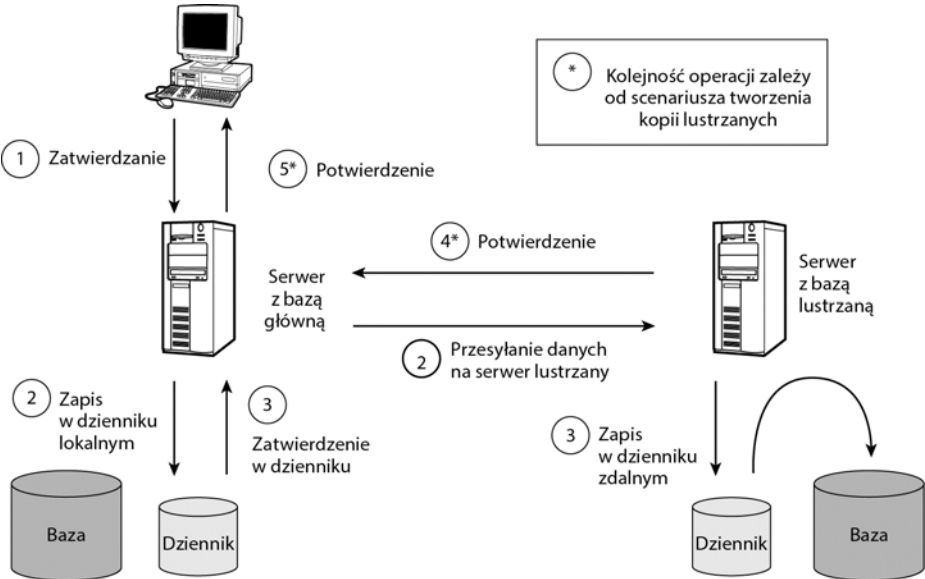 *
Kolejność operacji zależy
od scenariusza tworzenia
kopii lustrzanych
1
Zatwierdzanie
5*
Potwierdzenie
4*
Potwierdzenie
Serwer
z bazą
główną
Serwer
z bazą
lustrzaną
2
Przesyłanie danych
na serwer lustrzany
2
Zapis
w dzienniku
lokalnym
3
Zatwierdzenie
w dzienniku
3
Zapis
w dzienniku
zdalnym
Baza
Dziennik
Dziennik
Baza